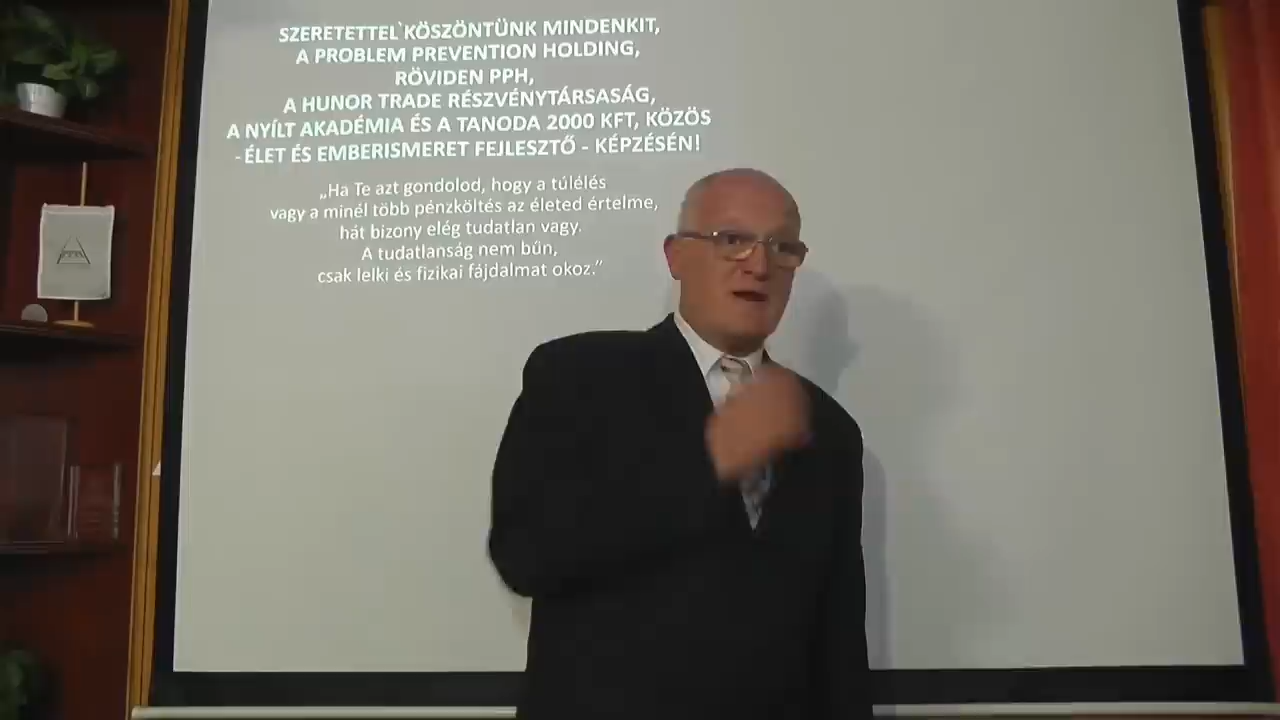 SZERETETTEL KÖSZÖNTÜNK MINDENKIT,
A PROBLEM PREVENTION HOLDING,
RÖVIDEN PPH,
A HUNOR TRADE RÉSZVÉNYTÁRSASÁG,
A NYÍLT AKADÉMIA ÉS A TANODA 2000 KFT, KÖZÖS
- ÉLET ÉS EMBERISMERET FEJLESZTŐ - KÉPZÉSÉN!
„Ha Te azt gondolod, hogy a túlélés
vagy a minél több pénzköltés az életed értelme,
hát bizony elég tudatlan vagy.
A tudatlanság nem bűn,
csak lelki és fizikai fájdalmat okoz.”